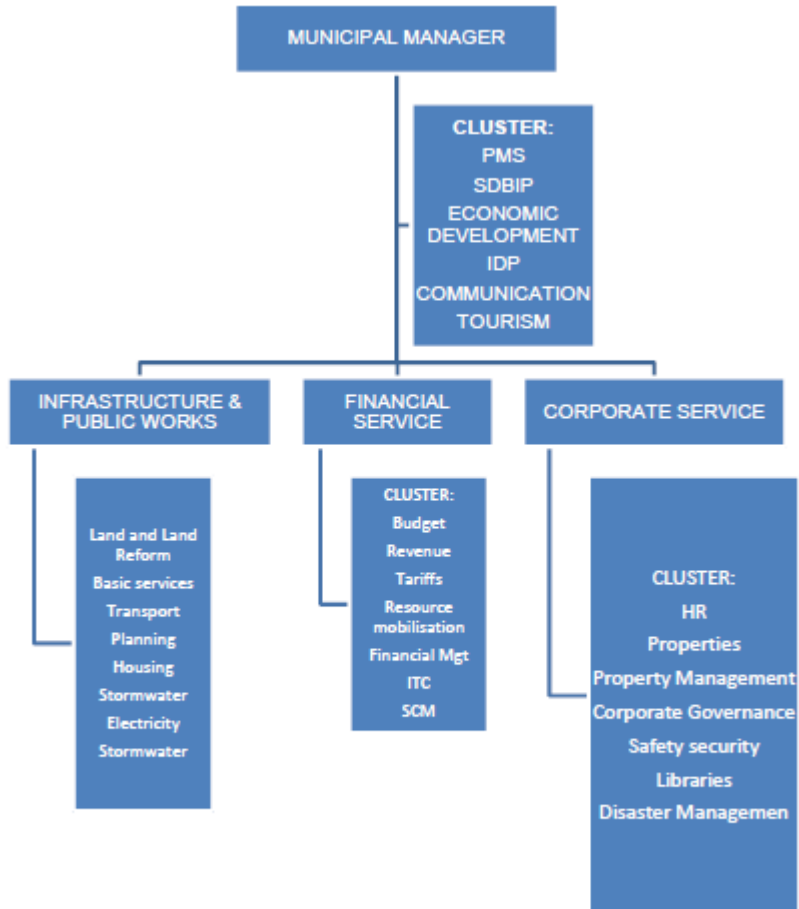 MUNICIPAL MANAGER
CLUSTER:
PMS
SDBIP
ECONOMIC
DEVELOPMENT
IDP
COMMUNICATION
TOURISM
INFRASTRUCTURE &
PUBLIC WORKS
Land and Land
Reform
Basic services
Transport
Planning
Housing
Stormwater
Electricity
Stormwater
FINANCIAL
SERVICE
CLUSTER:
Budget
Revenue
Tariffs
Resource
mobilisation
Financial Mgt
ITC
SCM
CORPORATE SERVICE
CLUSTER:
HR
Properties
Property Management
Corporate Governance
Safety security
Libraries
Disaster Managemen